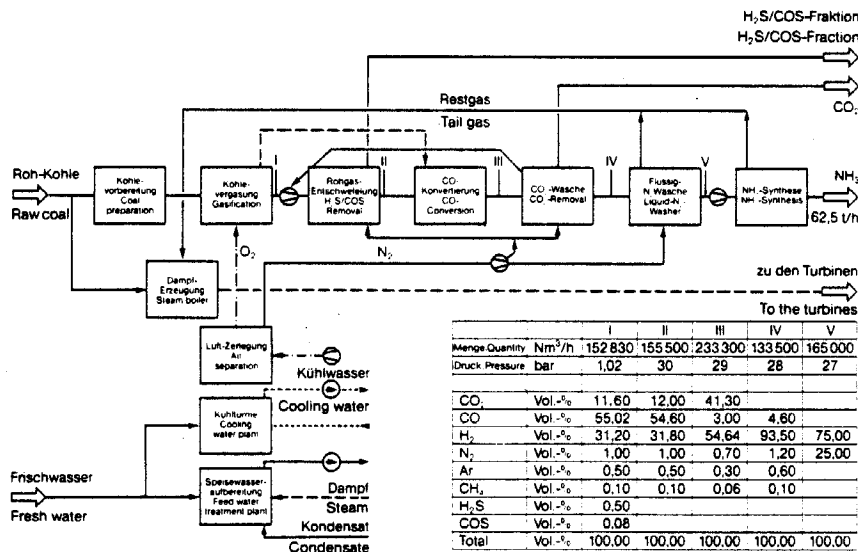 H₂S/COS-Fraktion
H₂S/COS-Fraction
CO₂
Restgas
Tail gas
Roh-Kohle
Raw coal
Kohle-
vorbereitung
Coal
preparation
Kohle-
vergasung
Gasification
I
Rohgas-
Entschwefelung
H S/COS
Removal
II
CO-
Konvertierung
CO-
Conversion
III
CO -Wäsche
CO -Removal
IV
Flüssig-
N Wäsche
Liquid-N -
Washer
V
NH -Synthese
NH -Synthesis
NH₃
62,5 t/h
O₂
N₂
Dampf-
Erzeugung
Steam boiler
zu den Turbinen
To the turbines
Luft-Zerlegung
Air
separation
Kühlwasser
Cooling water
Kühltürme
Cooling
water plant
Frischwasser
Fresh water
Speisewasser-
aufbereitung
Feed water
treatment plant
Dampf
Steam
Kondensat
Condensate
I II III IV V
Menge.Quantity Nm³/h 152 830 155 500 233 300 133 500 165 000
Druck.Pressure bar 1,02 30 29 28 27
CO₂ Vol.-% 11,60 12,00 41,30
CO Vol.-% 55,02 54,60 3,00 4,60
H₂ Vol.-% 31,20 31,80 54,64 93,50 75,00
N₂ Vol.-% 1,00 1,00 0,70 1,20 25,00
Ar Vol.-% 0,50 0,50 0,30 0,60
CH₄ Vol.-% 0,10 0,10 0,06 0,10
H₂S Vol.-% 0,50
COS Vol.-% 0,08
Total Vol.-% 100,00 100,00 100,00 100,00 100,00